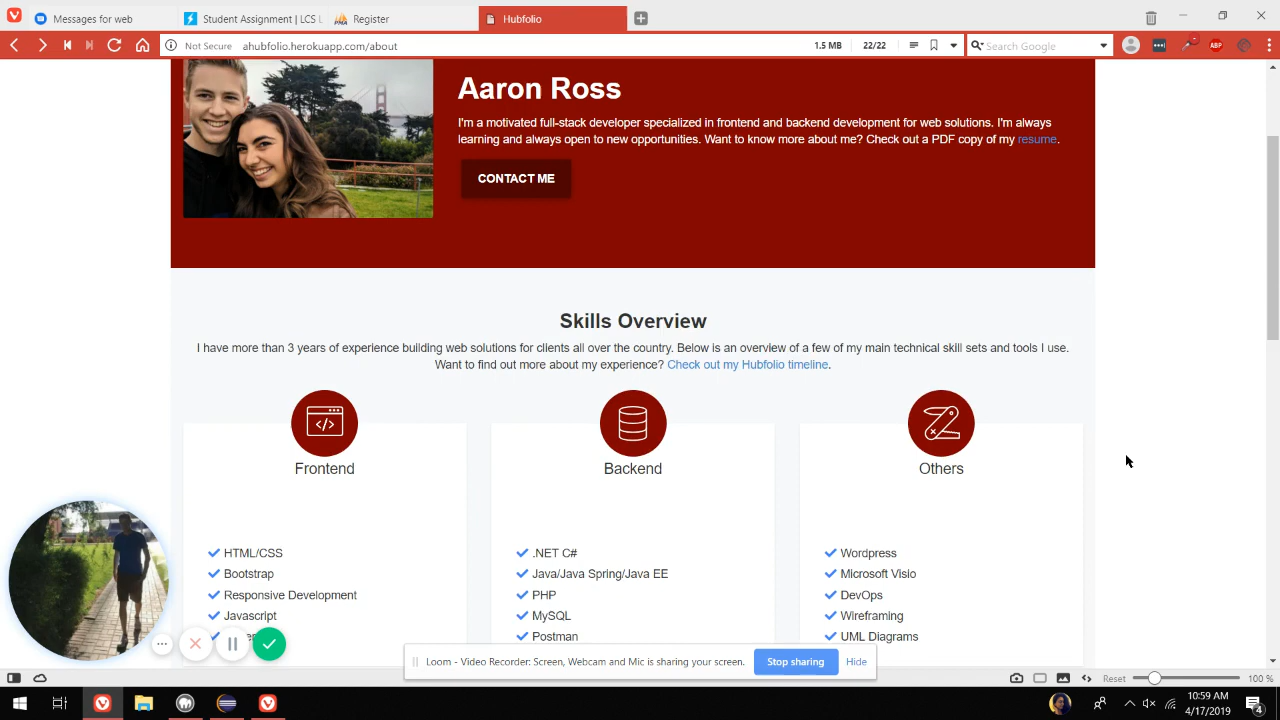 Messages for web
Student Assignment | LCS L
PMA
Register
Hubfolio
Not Secure
ahubfolio.herokuapp.com/about
1.5 MB
22/22
Search Google
ABP
Aaron Ross
I'm a motivated full-stack developer specialized in frontend and backend development for web solutions. I'm always
learning and always open to new opportunities. Want to know more about me? Check out a PDF copy of my resume.
CONTACT ME
Skills Overview
I have more than 3 years of experience building web solutions for clients all over the country. Below is an overview of a few of my main technical skill sets and tools I use.
Want to find out more about my experience? Check out my Hubfolio timeline.
Frontend
Backend
Others
HTML/CSS
Bootstrap
Responsive Development
Javascript
.NET C#
Java/Java Spring/Java EE
PHP
MySQL
Postman
Wordpress
Microsoft Visio
DevOps
Wireframing
UML Diagrams
Loom - Video Recorder: Screen, Webcam and Mic is sharing your screen.
Stop sharing
Hide
Reset
100 %
10:59 AM
4/17/2019
4